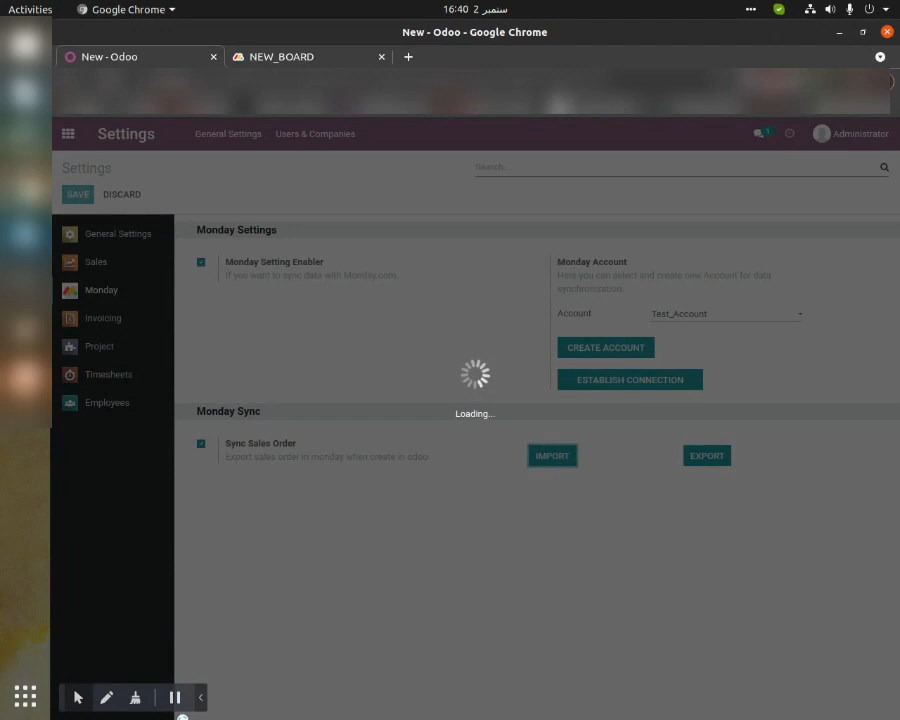 Activities
Google Chrome
16:40 2 ستمبر
New - Odoo - Google Chrome
New - Odoo
NEW_BOARD
Settings
General Settings
Users & Companies
1
Administrator
Settings
Search...
SAVE
DISCARD
General Settings
Sales
Monday
Invoicing
Project
Timesheets
Employees
Monday Settings
Monday Setting Enabler
If you want to sync data with Monday.com.
Monday Account
Here you can select and create new Account for data
synchronization.
Account
Test_Account
CREATE ACCOUNT
ESTABLISH CONNECTION
Loading...
Monday Sync
Sync Sales Order
Export sales order in monday when create in odoo
IMPORT
EXPORT